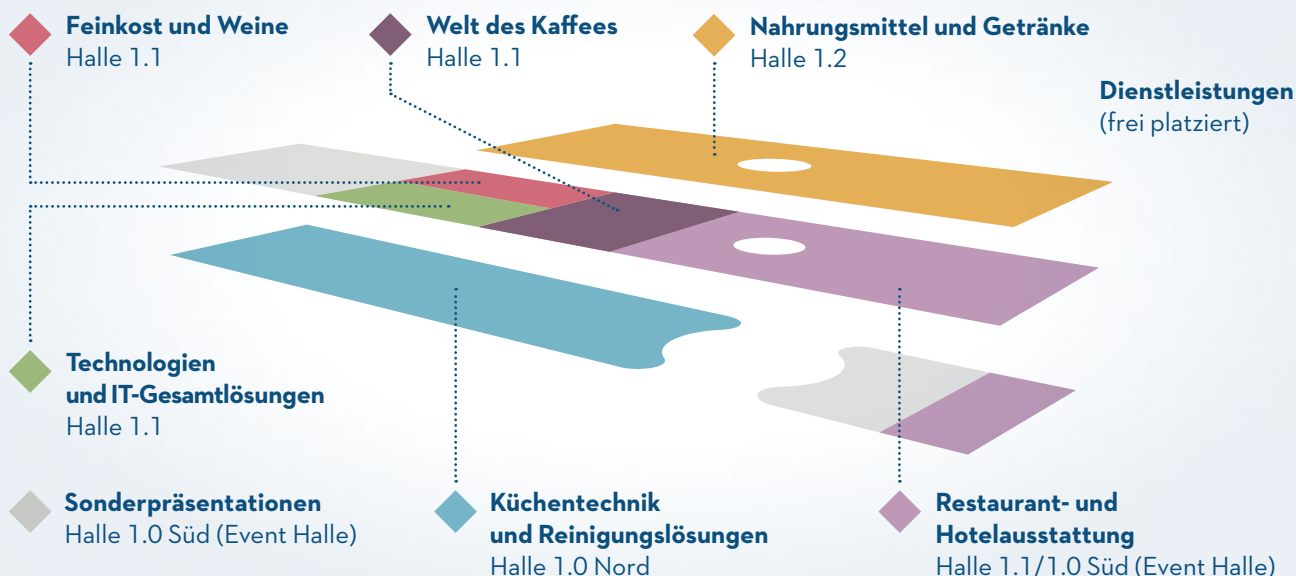 Feinkost und Weine
Halle 1.1
Welt des Kaffees
Halle 1.1
Nahrungsmittel und Getränke
Halle 1.2
Dienstleistungen
(frei platziert)
Technologien
und IT-Gesamtlösungen
Halle 1.1
Sonderpräsentationen
Halle 1.0 Süd (Event Halle)
Küchentechnik
und Reinigungslösungen
Halle 1.0 Nord
Restaurant- und
Hotelausstattung
Halle 1.1/1.0 Süd (Event Halle)